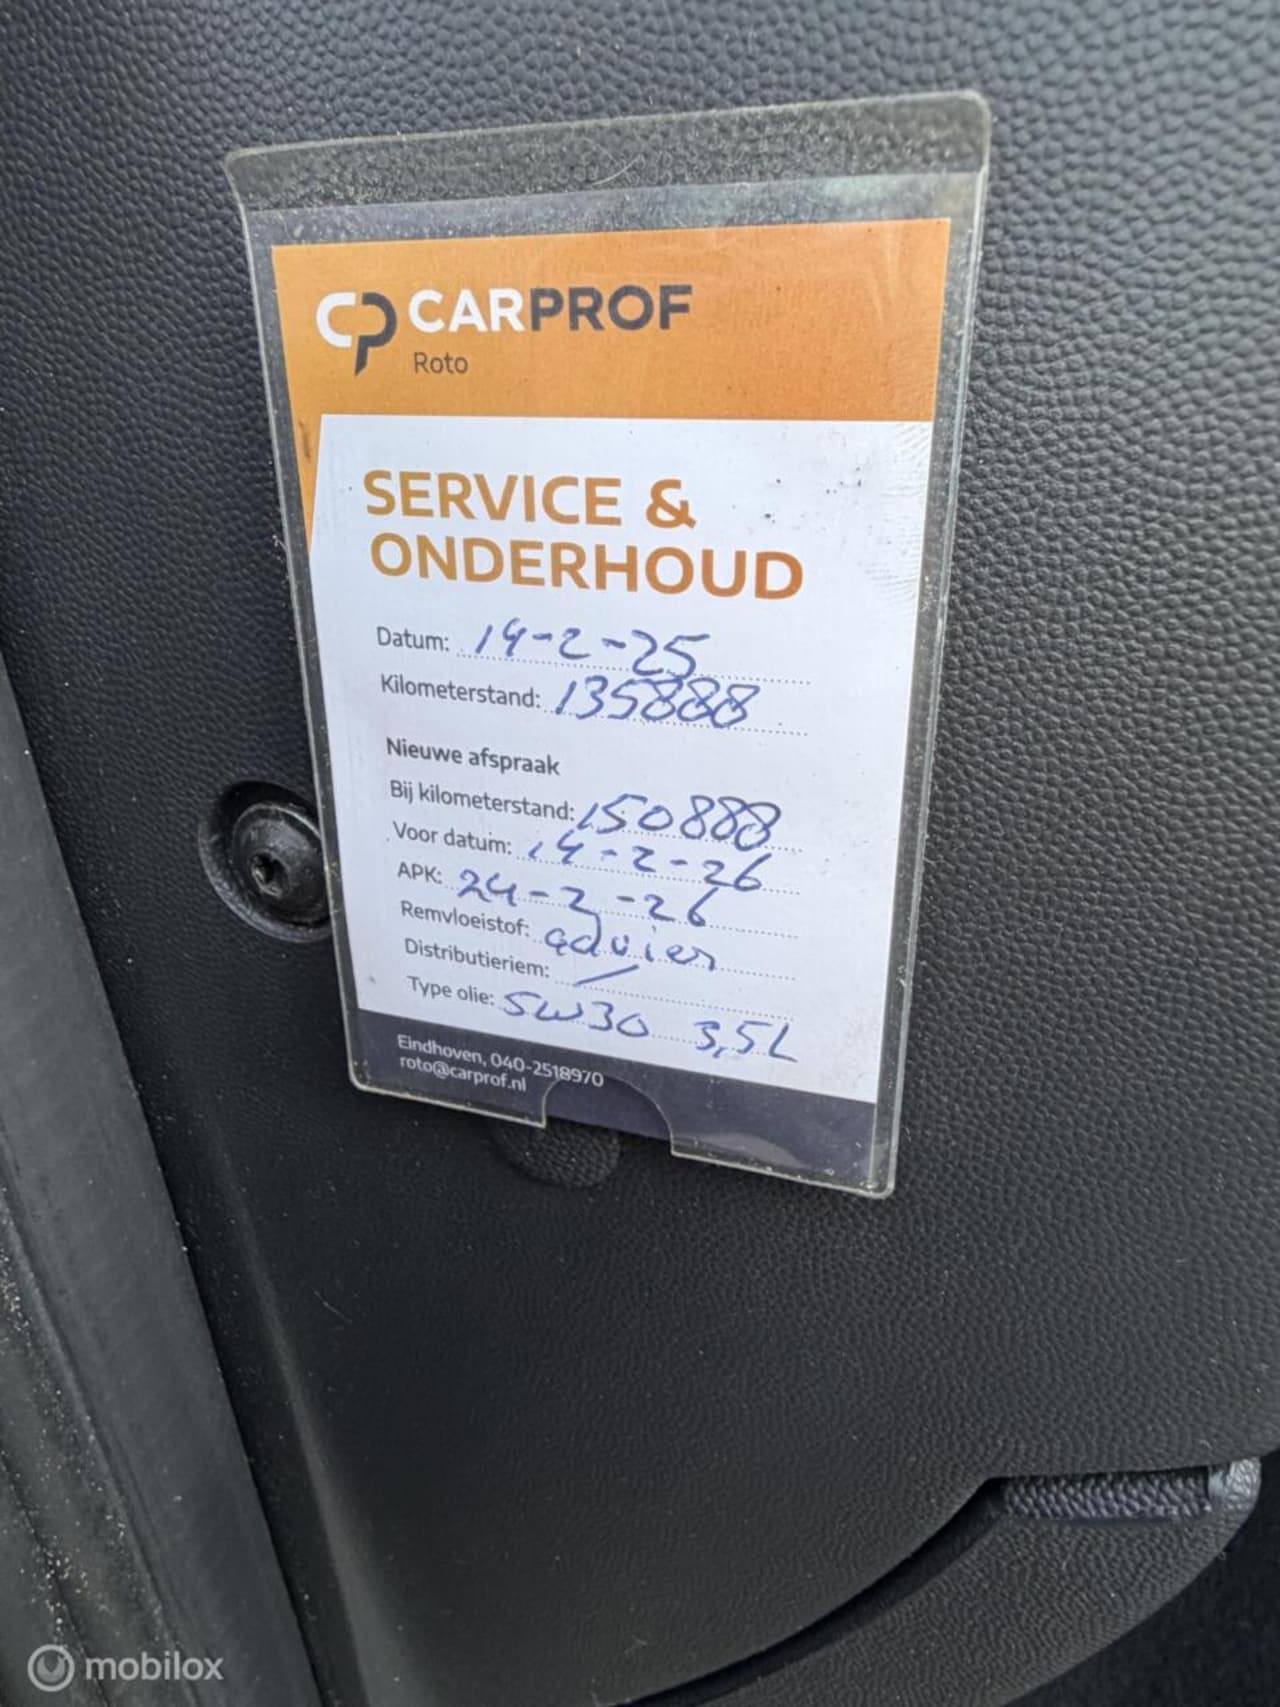 CP CARPROF
Roto
SERVICE &
ONDERHOUD
Datum: 14-2-25
Kilometerstand: 135888
Nieuwe afspraak
Bij kilometerstand: 150888
Voor datum: 14-2-26
APK: 24-2-26
Remvloeistof: advies
Distributieriem: /
Type olie: 5W30 3,5L
Eindhoven, 040-2518970
roto@carprof.nl
mobilox